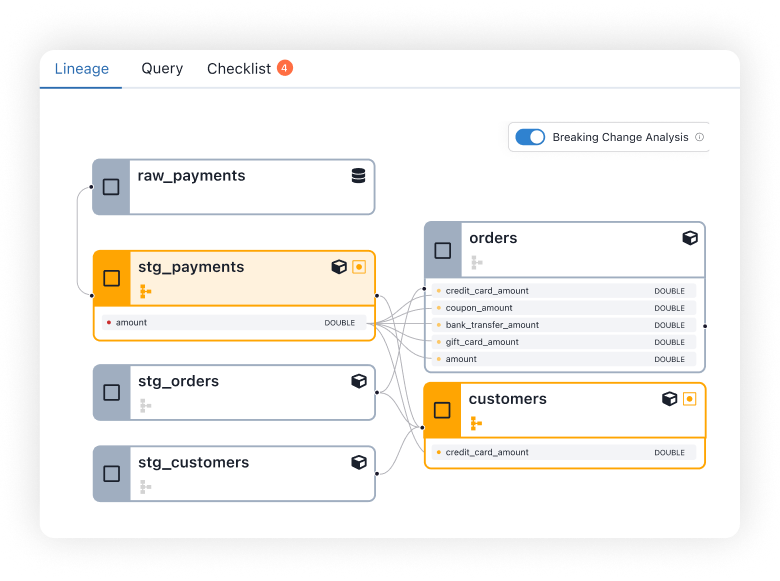 Lineage Query Checklist 4
Breaking Change Analysis
raw_payments
stg_payments
amount DOUBLE
stg_orders
stg_customers
orders
credit_card_amount DOUBLE
coupon_amount DOUBLE
bank_transfer_amount DOUBLE
gift_card_amount DOUBLE
amount DOUBLE
customers
credit_card_amount DOUBLE